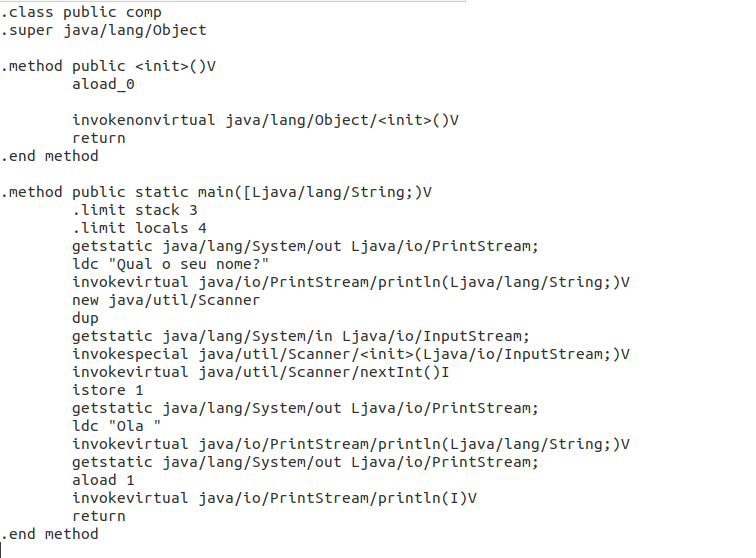 .class public comp
.super java/lang/Object
.method public <init>()V
aload_0
invokenonvirtual java/lang/Object/<init>()V
return
.end method
.method public static main([Ljava/lang/String;)V
.limit stack 3
.limit locals 4
getstatic java/lang/System/out Ljava/io/PrintStream;
ldc "Qual o seu nome?"
invokevirtual java/io/PrintStream/println(Ljava/lang/String;)V
new java/util/Scanner
dup
getstatic java/lang/System/in Ljava/io/InputStream;
invokespecial java/util/Scanner/<init>(Ljava/io/InputStream;)V
invokevirtual java/util/Scanner/nextInt()I
istore 1
getstatic java/lang/System/out Ljava/io/PrintStream;
ldc "Ola "
invokevirtual java/io/PrintStream/println(Ljava/lang/String;)V
getstatic java/lang/System/out Ljava/io/PrintStream;
aload 1
invokevirtual java/io/PrintStream/println(I)V
return
.end method